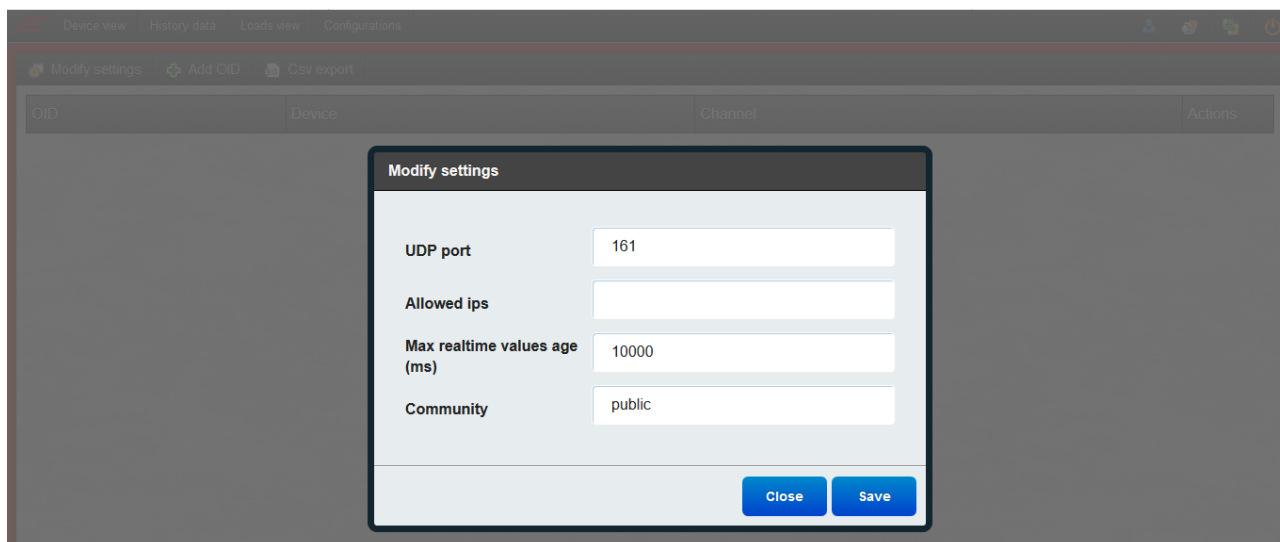 Device view History data Loads view Configurations
Modify settings Add OID Csv export
OID Device Channel Actions
Modify settings
UDP port 161
Allowed ips
Max realtime values age
(ms) 10000
Community public
Close Save